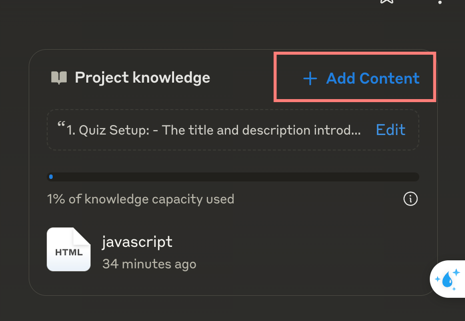 Project knowledge
+ Add Content
“1. Quiz Setup: - The title and description introd...
Edit
1% of knowledge capacity used
HTML
javascript
34 minutes ago